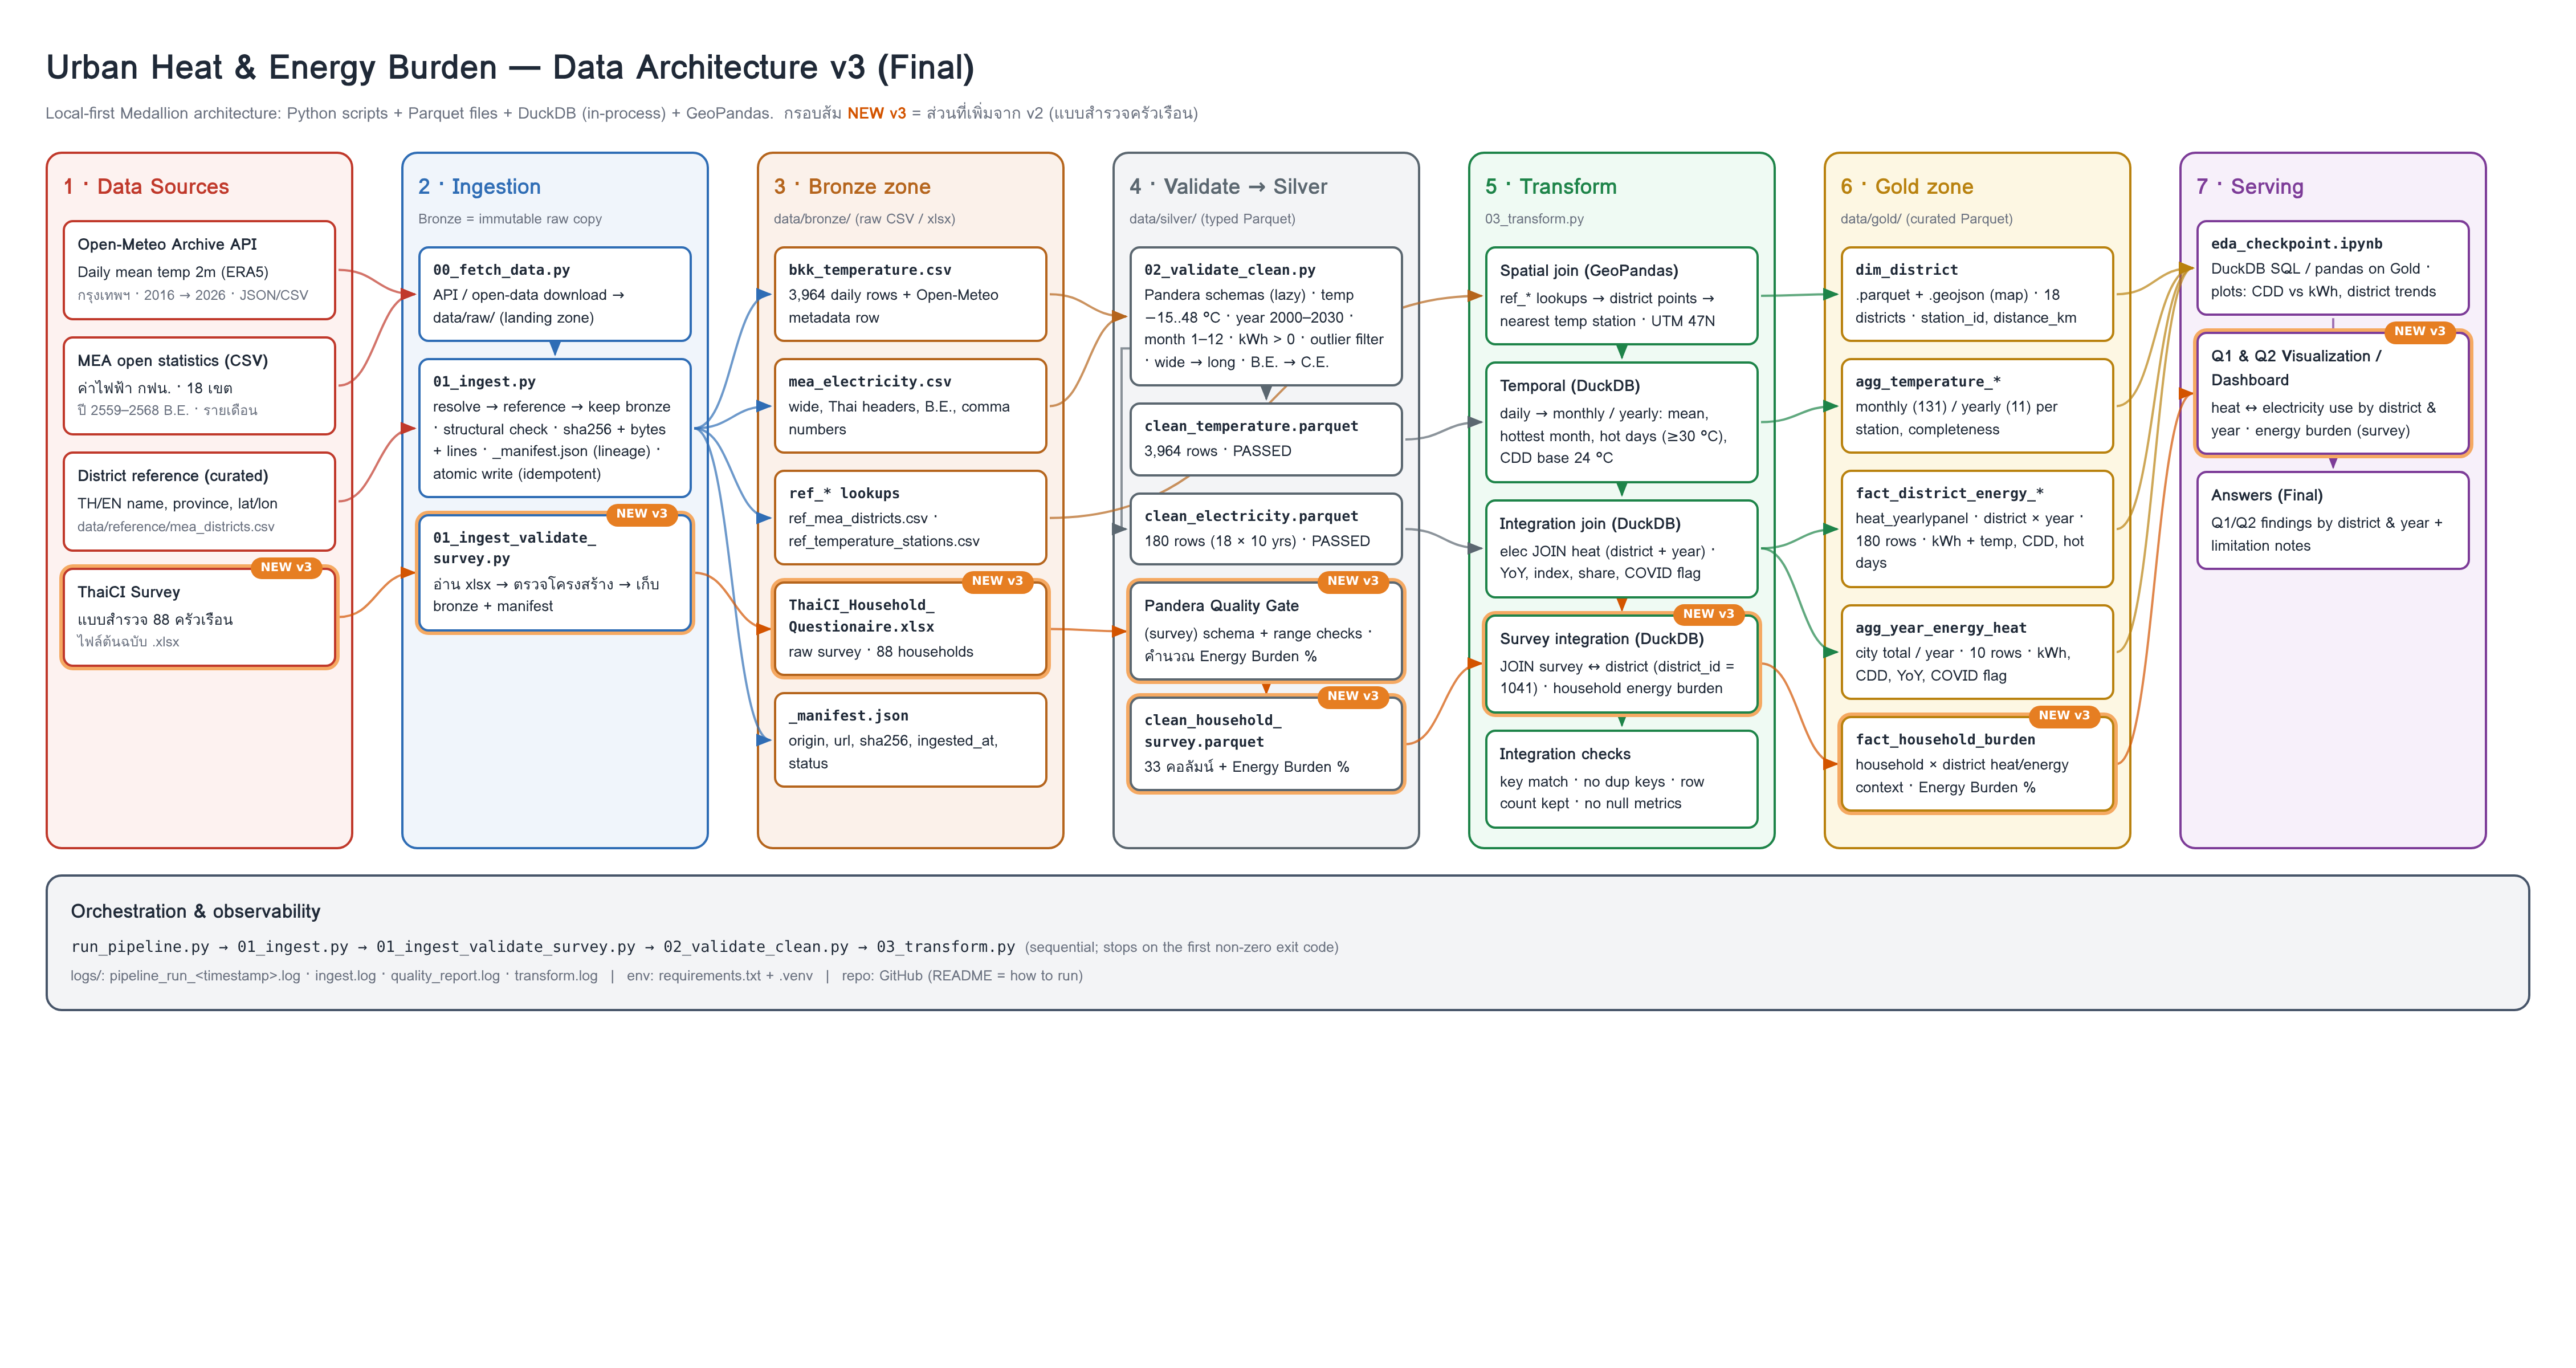 Urban Heat & Energy Burden — Data Architecture v3 (Final)
Local-first Medallion architecture: Python scripts + Parquet files + DuckDB (in-process) + GeoPandas. กรอบส้ม NEW v3 = ส่วนที่เพิ่มจาก v2 (แบบสำรวจครัวเรือน)
1 · Data Sources
Open-Meteo Archive API
Daily mean temp 2m (ERA5)
กรุงเทพฯ · 2016 → 2026 · JSON/CSV
MEA open statistics (CSV)
ค่าไฟฟ้า กฟน. · 18 เขต
ปี 2559–2568 B.E. · รายเดือน
District reference (curated)
TH/EN name, province, lat/lon
data/reference/mea_districts.csv
NEW v3
ThaiCI Survey
แบบสำรวจ 88 ครัวเรือน
ไฟล์ต้นฉบับ .xlsx
2 · Ingestion
Bronze = immutable raw copy
00_fetch_data.py
API / open-data download →
data/raw/ (landing zone)
01_ingest.py
resolve → reference → keep bronze
· structural check · sha256 + bytes
+ lines · _manifest.json (lineage) ·
atomic write (idempotent)
NEW v3
01_ingest_validate_
survey.py
อ่าน xlsx → ตรวจโครงสร้าง → เก็บ
bronze + manifest
3 · Bronze zone
data/bronze/ (raw CSV / xlsx)
bkk_temperature.csv
3,964 daily rows + Open-Meteo
metadata row
mea_electricity.csv
wide, Thai headers, B.E., comma
numbers
ref_* lookups
ref_mea_districts.csv ·
ref_temperature_stations.csv
NEW v3
ThaiCI_Household_
Questionaire.xlsx
raw survey · 88 households
_manifest.json
origin, url, sha256, ingested_at,
status
4 · Validate → Silver
data/silver/ (typed Parquet)
02_validate_clean.py
Pandera schemas (lazy) · temp
−15..48 °C · year 2000–2030 ·
month 1–12 · kWh > 0 · outlier filter
· wide → long · B.E. → C.E.
clean_temperature.parquet
3,964 rows · PASSED
clean_electricity.parquet
180 rows (18 × 10 yrs) · PASSED
NEW v3
Pandera Quality Gate
(survey) schema + range checks ·
คำนวณ Energy Burden %
NEW v3
clean_household_
survey.parquet
33 คอลัมน์ + Energy Burden %
5 · Transform
03_transform.py
Spatial join (GeoPandas)
ref_* lookups → district points →
nearest temp station · UTM 47N
Temporal (DuckDB)
daily → monthly / yearly: mean,
hottest month, hot days (≥30 °C),
CDD base 24 °C
Integration join (DuckDB)
elec JOIN heat (district + year) ·
YoY, index, share, COVID flag
NEW v3
Survey integration (DuckDB)
JOIN survey ↔ district (district_id =
1041) · household energy burden
Integration checks
key match · no dup keys · row
count kept · no null metrics
6 · Gold zone
data/gold/ (curated Parquet)
dim_district
.parquet + .geojson (map) · 18
districts · station_id, distance_km
agg_temperature_*
monthly (131) / yearly (11) per
station, completeness
fact_district_energy_*
heat_yearlypanel · district × year ·
180 rows · kWh + temp, CDD, hot
days
agg_year_energy_heat
city total / year · 10 rows · kWh,
CDD, YoY, COVID flag
NEW v3
fact_household_burden
household × district heat/energy
context · Energy Burden %
7 · Serving
eda_checkpoint.ipynb
DuckDB SQL / pandas on Gold ·
plots: CDD vs kWh, district trends
NEW v3
Q1 & Q2 Visualization /
Dashboard
heat ↔ electricity use by district &
year · energy burden (survey)
Answers (Final)
Q1/Q2 findings by district & year +
limitation notes
Orchestration & observability
run_pipeline.py → 01_ingest.py → 01_ingest_validate_survey.py → 02_validate_clean.py → 03_transform.py (sequential; stops on the first non-zero exit code)
logs/: pipeline_run_<timestamp>.log · ingest.log · quality_report.log · transform.log | env: requirements.txt + .venv | repo: GitHub (README = how to run)